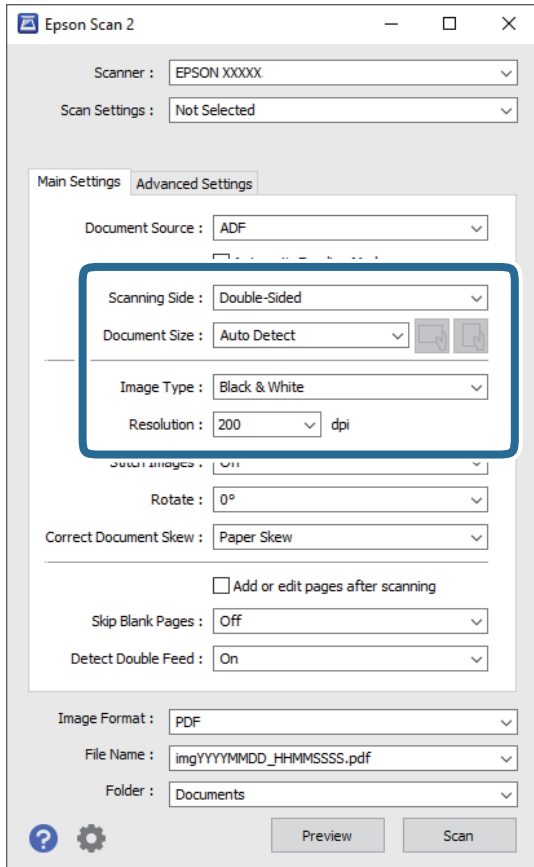 Epson Scan 2
Scanner : EPSON XXXXX
Scan Settings : Not Selected
Main Settings Advanced Settings
Document Source : ADF
Scanning Side : Double-Sided
Document Size : Auto Detect
Image Type : Black & White
Resolution : 200 dpi
Stitch Images : Off
Rotate : 0°
Correct Document Skew : Paper Skew
Add or edit pages after scanning
Skip Blank Pages : Off
Detect Double Feed : On
Image Format : PDF
File Name : imgYYYYMMDD_HHMMSSSS.pdf
Folder : Documents
? Preview Scan